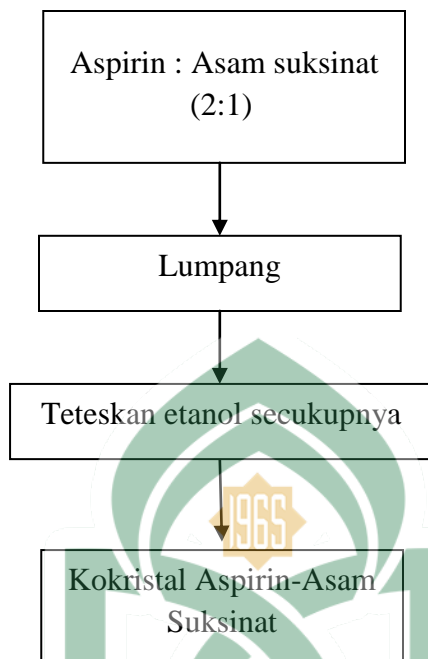 Aspirin : Asam suksinat
(2:1)
Lumpang
Teteskan etanol secukupnya
1965
Kokristal Aspirin-Asam
Suksinat